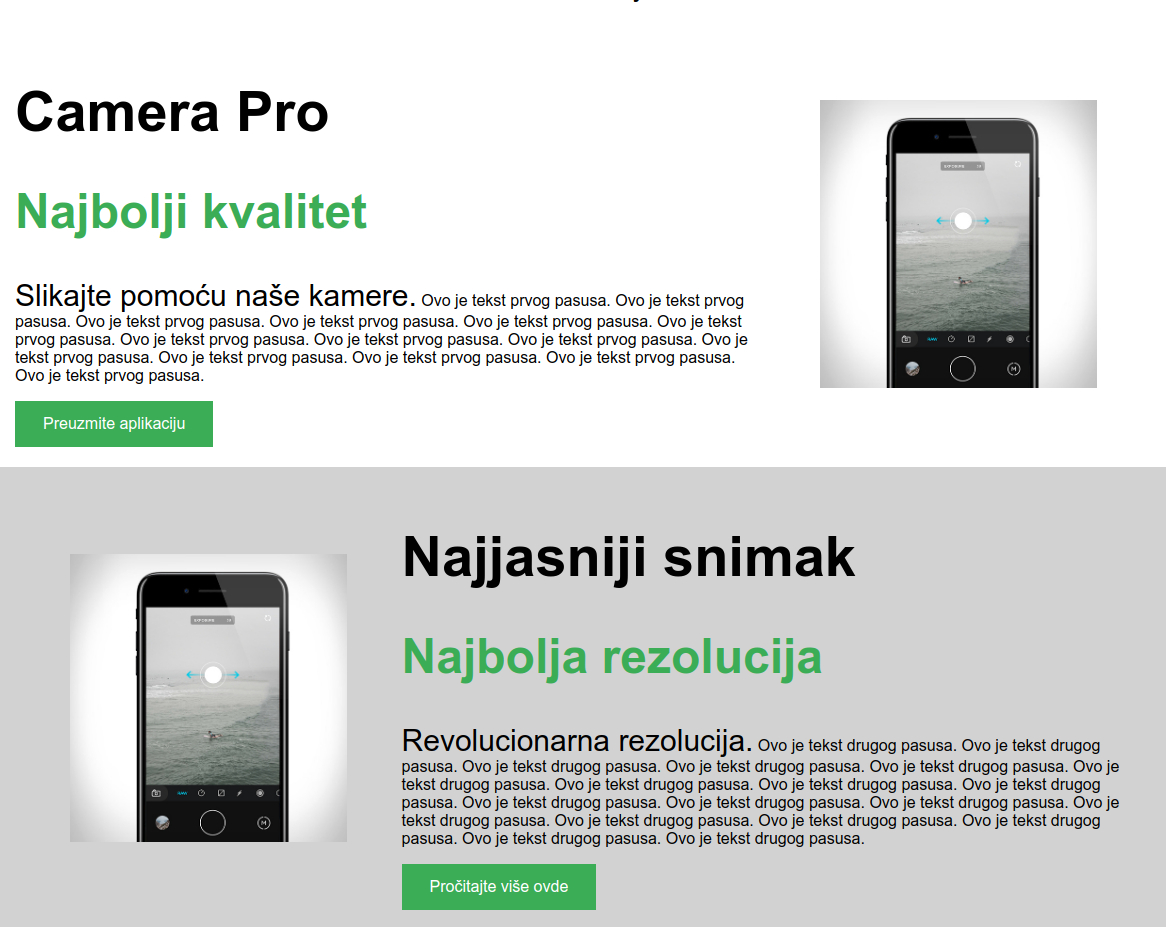 Camera Pro
Najbolji kvalitet
Slikajte pomoću naše kamere. Ovo je tekst prvog pasusa. Ovo je tekst prvog
pasusa. Ovo je tekst prvog pasusa. Ovo je tekst prvog pasusa. Ovo je tekst prvog pasusa. Ovo je tekst
prvog pasusa. Ovo je tekst prvog pasusa. Ovo je tekst prvog pasusa. Ovo je tekst prvog pasusa. Ovo je
tekst prvog pasusa. Ovo je tekst prvog pasusa. Ovo je tekst prvog pasusa. Ovo je tekst prvog pasusa.
Ovo je tekst prvog pasusa.
Preuzmite aplikaciju
RAW
M
Najjasniji snimak
Najbolja rezolucija
Revolucionarna rezolucija. Ovo je tekst drugog pasusa. Ovo je tekst drugog
pasusa. Ovo je tekst drugog pasusa. Ovo je tekst drugog pasusa. Ovo je tekst drugog pasusa. Ovo je
tekst drugog pasusa. Ovo je tekst drugog pasusa. Ovo je tekst drugog pasusa. Ovo je tekst drugog
pasusa. Ovo je tekst drugog pasusa. Ovo je tekst drugog pasusa. Ovo je tekst drugog pasusa. Ovo je
tekst drugog pasusa. Ovo je tekst drugog pasusa. Ovo je tekst drugog pasusa. Ovo je tekst drugog
pasusa. Ovo je tekst drugog pasusa. Ovo je tekst drugog pasusa.
Pročitajte više ovde
RAW
M